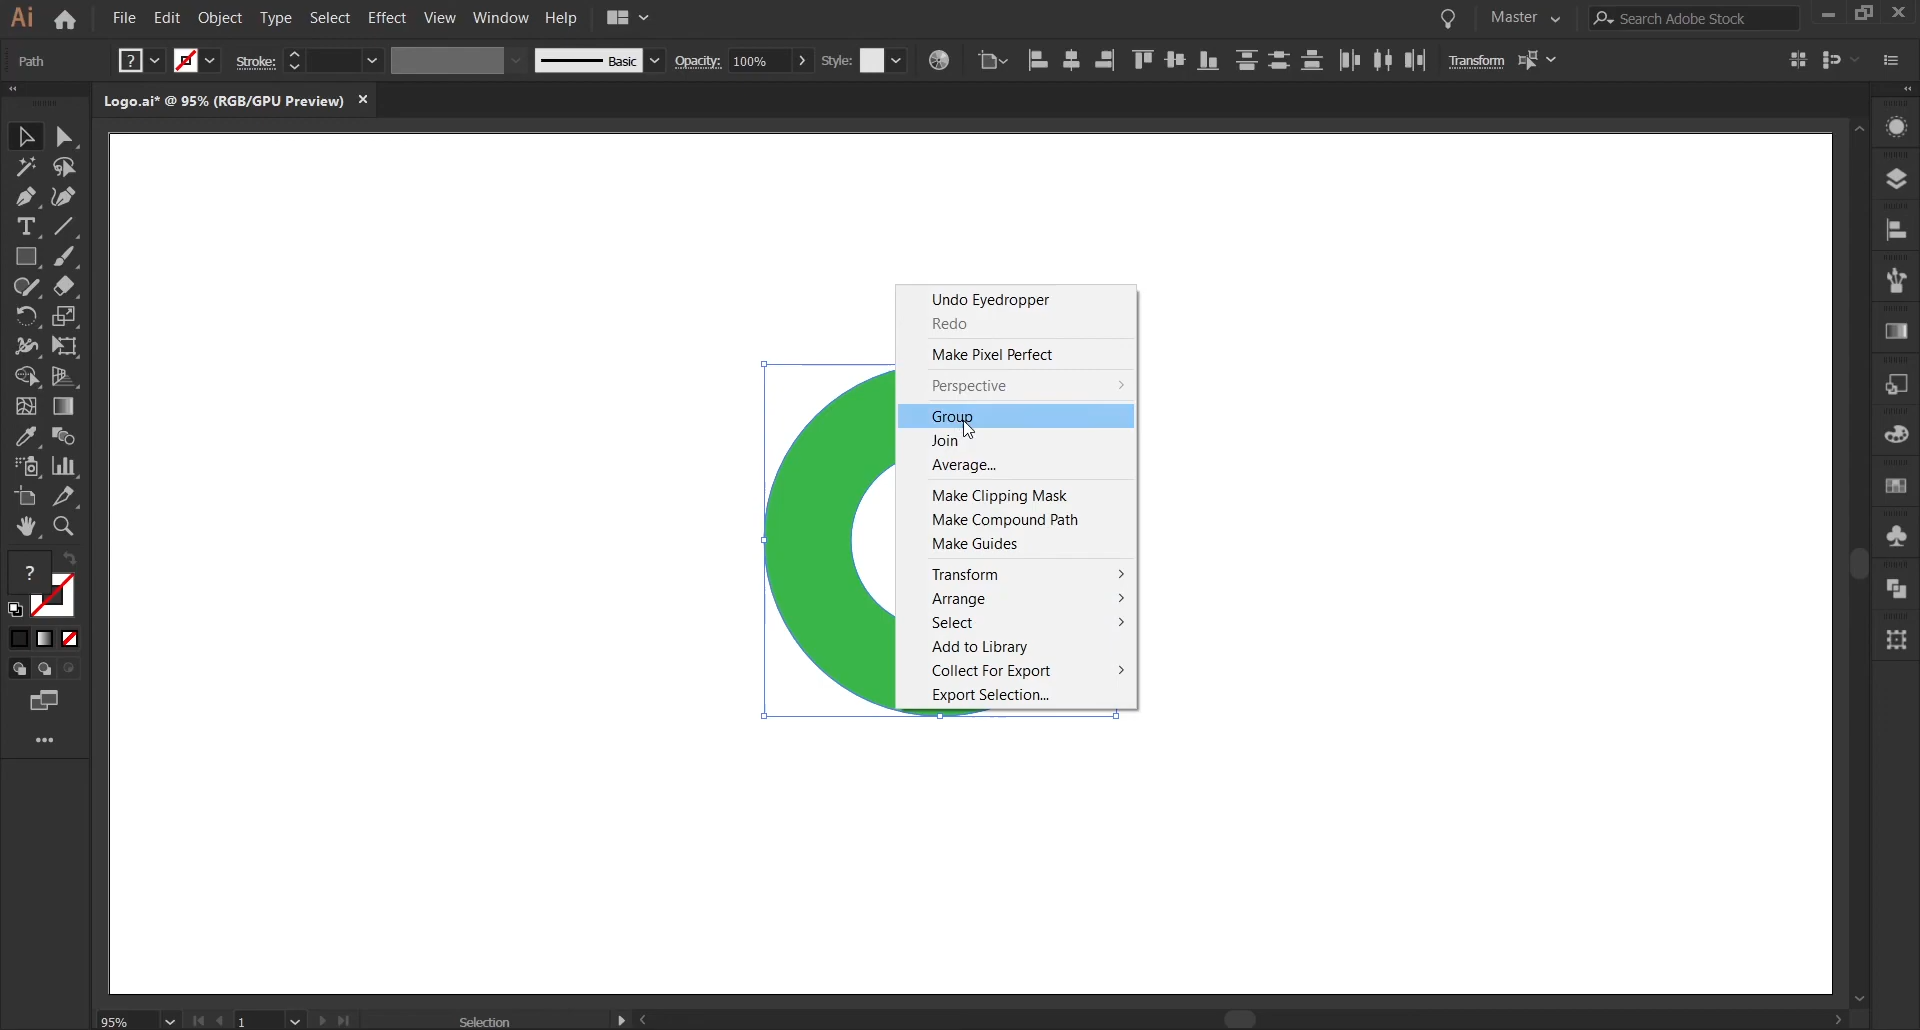 Ai File Edit Object Type Select Effect View Window Help Master Search Adobe Stock
Path ? Stroke: Basic Opacity: 100% Style: Transform
Logo.ai* @ 95% (RGB/GPU Preview)
Undo Eyedropper
Redo
Make Pixel Perfect
Perspective
Group
Join
Average...
Make Clipping Mask
Make Compound Path
Make Guides
Transform
Arrange
Select
Add to Library
Collect For Export
Export Selection...
?
95% 1 Selection